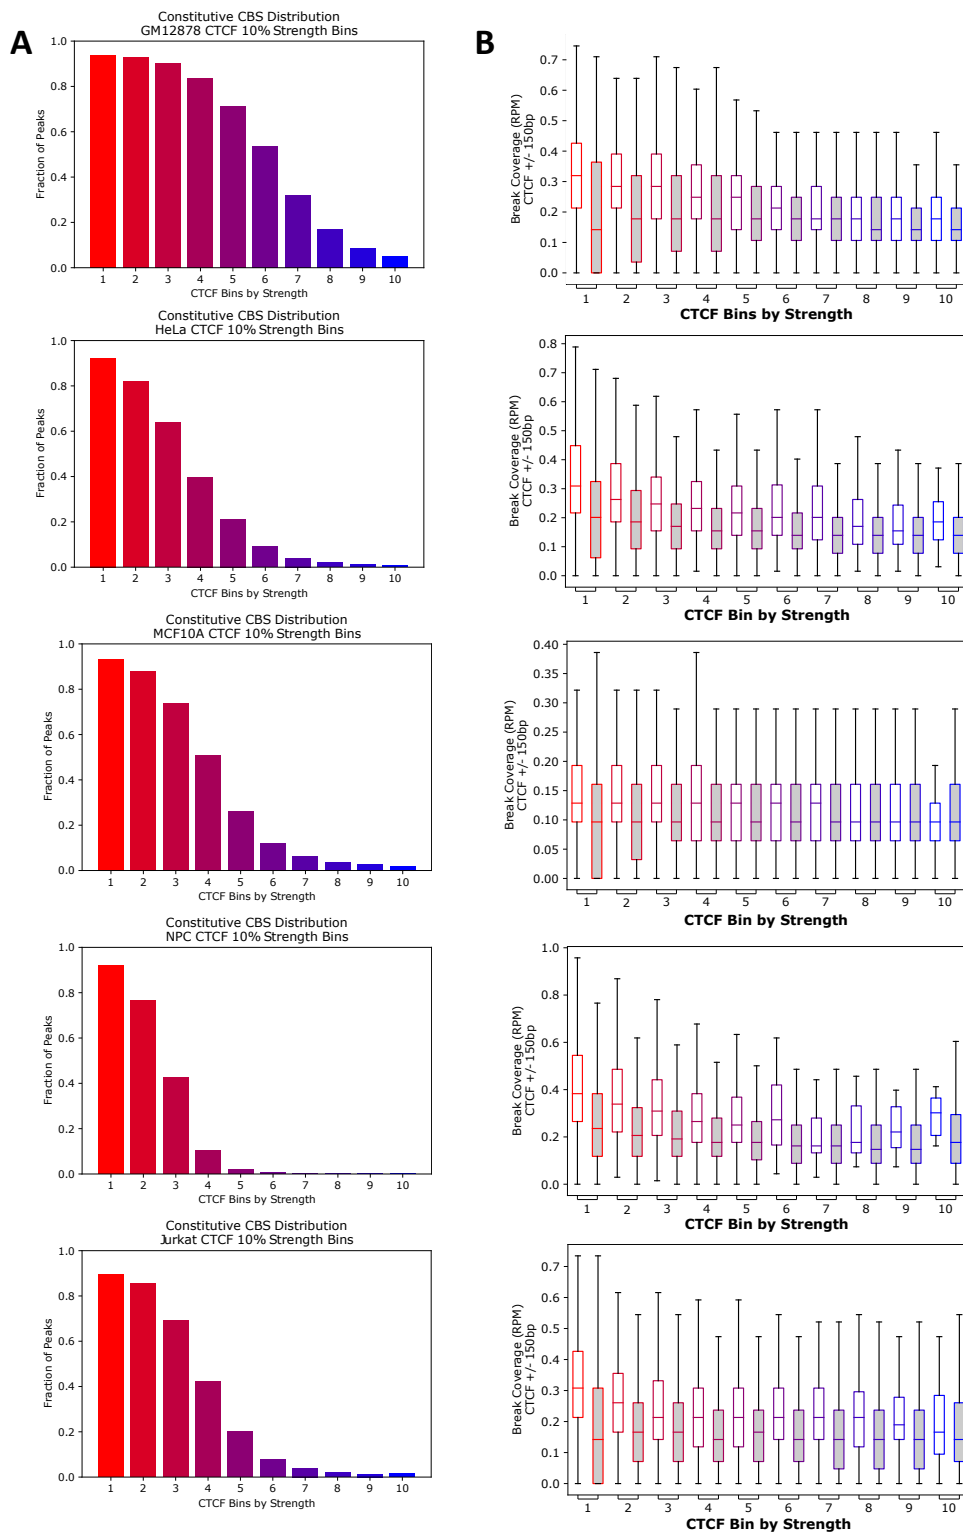 A
Constitutive CBS Distribution
GM12878 CTCF 10% Strength Bins
Fraction of Peaks
1.0
0.8
0.6
0.4
0.2
0.0
1 2 3 4 5 6 7 8 9 10
CTCF Bins by Strength
Constitutive CBS Distribution
HeLa CTCF 10% Strength Bins
Fraction of Peaks
1.0
0.8
0.6
0.4
0.2
0.0
1 2 3 4 5 6 7 8 9 10
CTCF Bins by Strength
Constitutive CBS Distribution
MCF10A CTCF 10% Strength Bins
Fraction of Peaks
1.0
0.8
0.6
0.4
0.2
0.0
1 2 3 4 5 6 7 8 9 10
CTCF Bins by Strength
Constitutive CBS Distribution
NPC CTCF 10% Strength Bins
Fraction of Peaks
1.0
0.8
0.6
0.4
0.2
0.0
1 2 3 4 5 6 7 8 9 10
CTCF Bins by Strength
Constitutive CBS Distribution
Jurkat CTCF 10% Strength Bins
Fraction of Peaks
1.0
0.8
0.6
0.4
0.2
0.0
1 2 3 4 5 6 7 8 9 10
CTCF Bins by Strength
B
Break Coverage (RPM)
CTCF +/- 150bp
0.7
0.6
0.5
0.4
0.3
0.2
0.1
0.0
1 2 3 4 5 6 7 8 9 10
CTCF Bins by Strength
Break Coverage (RPM)
CTCF +/- 150bp
0.8
0.7
0.6
0.5
0.4
0.3
0.2
0.1
0.0
1 2 3 4 5 6 7 8 9 10
CTCF Bin by Strength
Break Coverage (RPM)
CTCF +/- 150bp
0.40
0.35
0.30
0.25
0.20
0.15
0.10
0.05
0.00
1 2 3 4 5 6 7 8 9 10
CTCF Bin by Strength
Break Coverage (RPM)
CTCF +/- 150bp
1.0
0.8
0.6
0.4
0.2
0.0
1 2 3 4 5 6 7 8 9 10
CTCF Bin by Strength
Break Coverage (RPM)
CTCF +/- 150bp
0.7
0.6
0.5
0.4
0.3
0.2
0.1
0.0
1 2 3 4 5 6 7 8 9 10
CTCF Bin by Strength